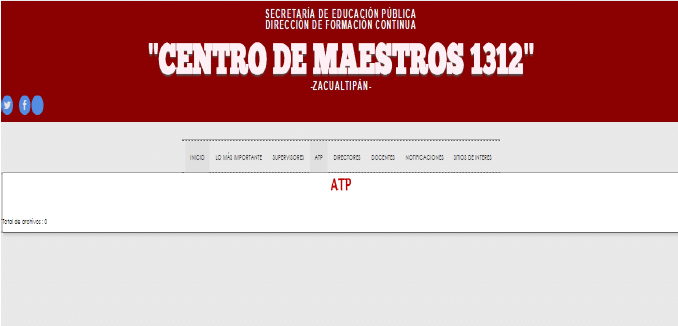 SECRETARÍA DE EDUCACIÓN PÚBLICA
DIRECCIÓN DE FORMACIÓN CONTINUA
"CENTRO DE MAESTROS 1312"
-ZACUALTIPÁN-
INICIO LO MÁS IMPORTANTE SUPERVISORES ATP DIRECTORES DOCENTES NOTIFICACIONES SITIOS DE INTERES
ATP
Total de archivos : 0